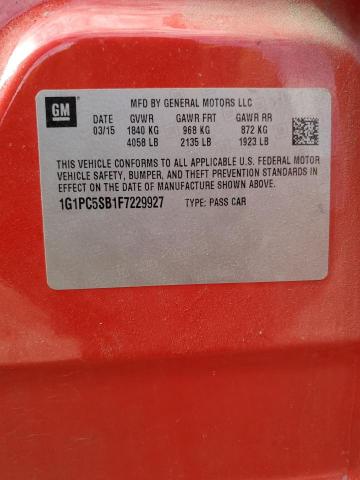 GM
MFD BY GENERAL MOTORS LLC
DATE GVWR GAWR FRT GAWR RR
03/15 1840 KG 968 KG 872 KG
4058 LB 2135 LB 1923 LB
THIS VEHICLE CONFORMS TO ALL APPLICABLE U.S. FEDERAL MOTOR
VEHICLE SAFETY, BUMPER, AND THEFT PREVENTION STANDARDS
IN EFFECT ON THE DATE OF MANUFACTURE SHOWN ABOVE.
1G1PC5SB1F7229927 TYPE: PASS CAR